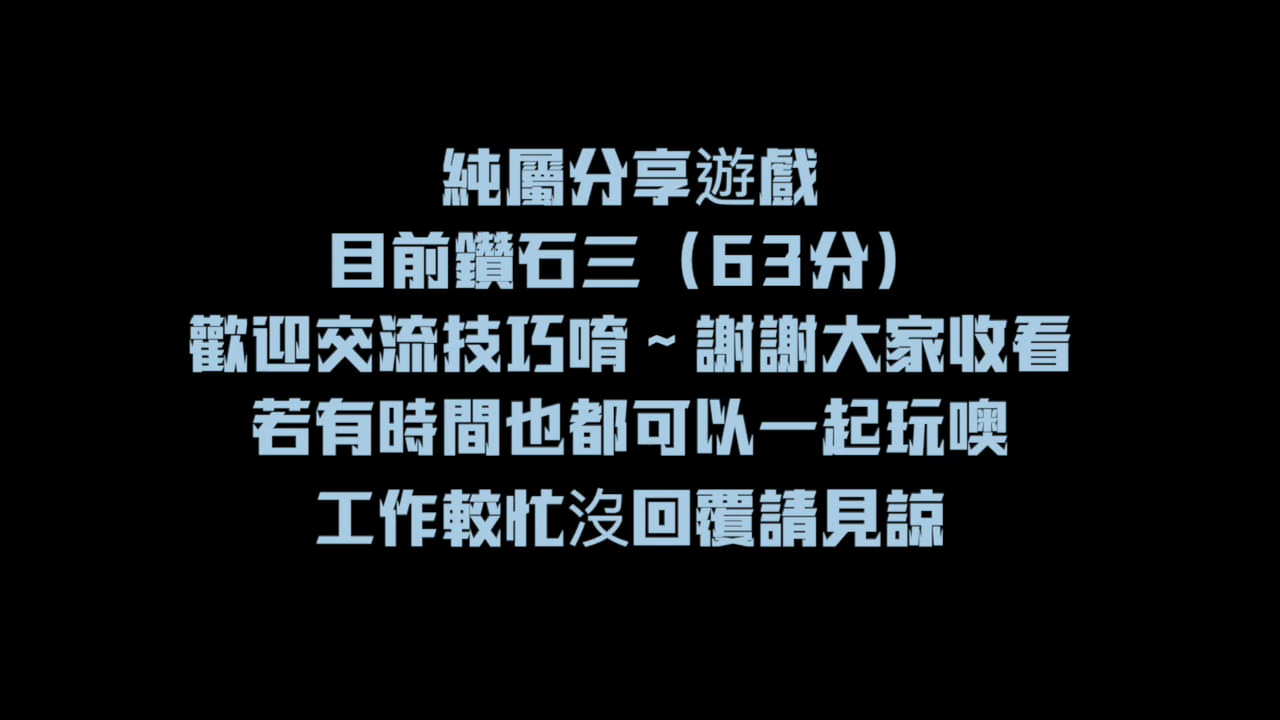 純屬分享遊戲
目前鑽石三（63分）
歡迎交流技巧唷～謝謝大家收看
若有時間也都可以一起玩噢
工作較忙沒回覆請見諒